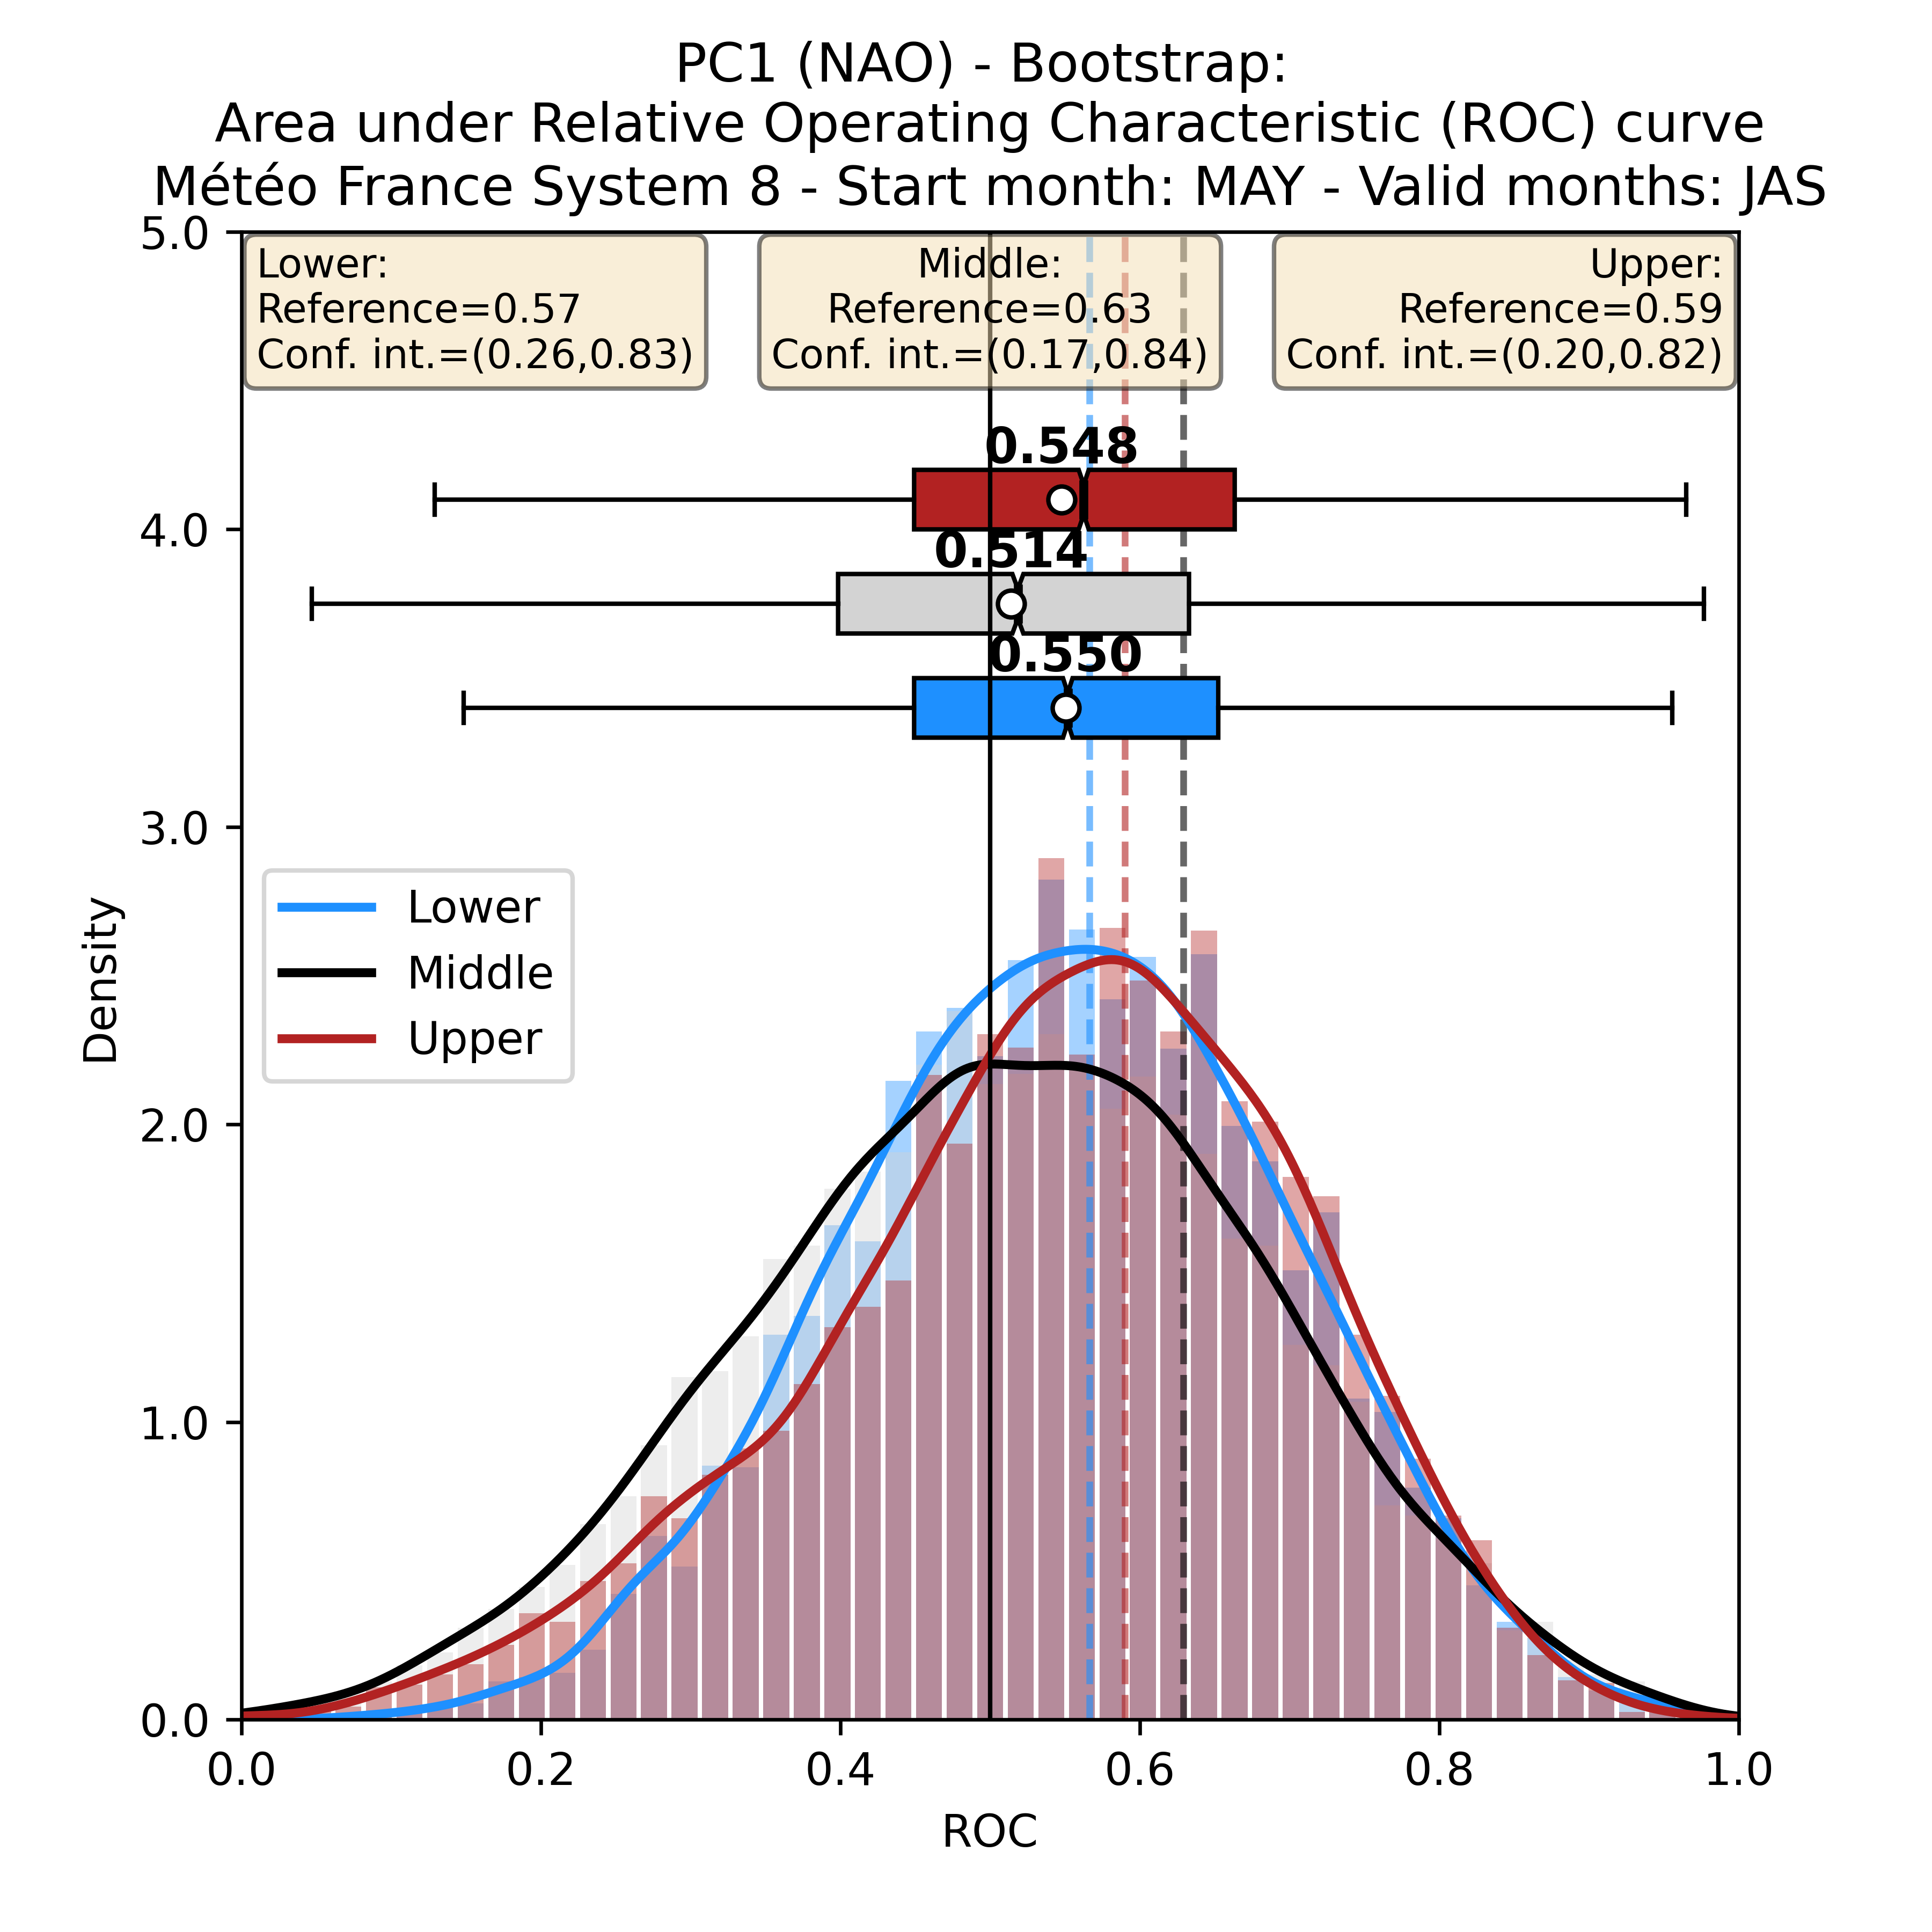 PC1 (NAO) - Bootstrap:
Area under Relative Operating Characteristic (ROC) curve
Météo France System 8 - Start month: MAY - Valid months: JAS
Lower:
Reference=0.57
Conf. int.=(0.26,0.83)
Middle:
Reference=0.63
Conf. int.=(0.17,0.84)
Upper:
Reference=0.59
Conf. int.=(0.20,0.82)
0.548
0.514
0.550
5.0
4.0
3.0
2.0
1.0
0.0
Density
Lower
Middle
Upper
0.0
0.2
0.4
0.6
0.8
1.0
ROC